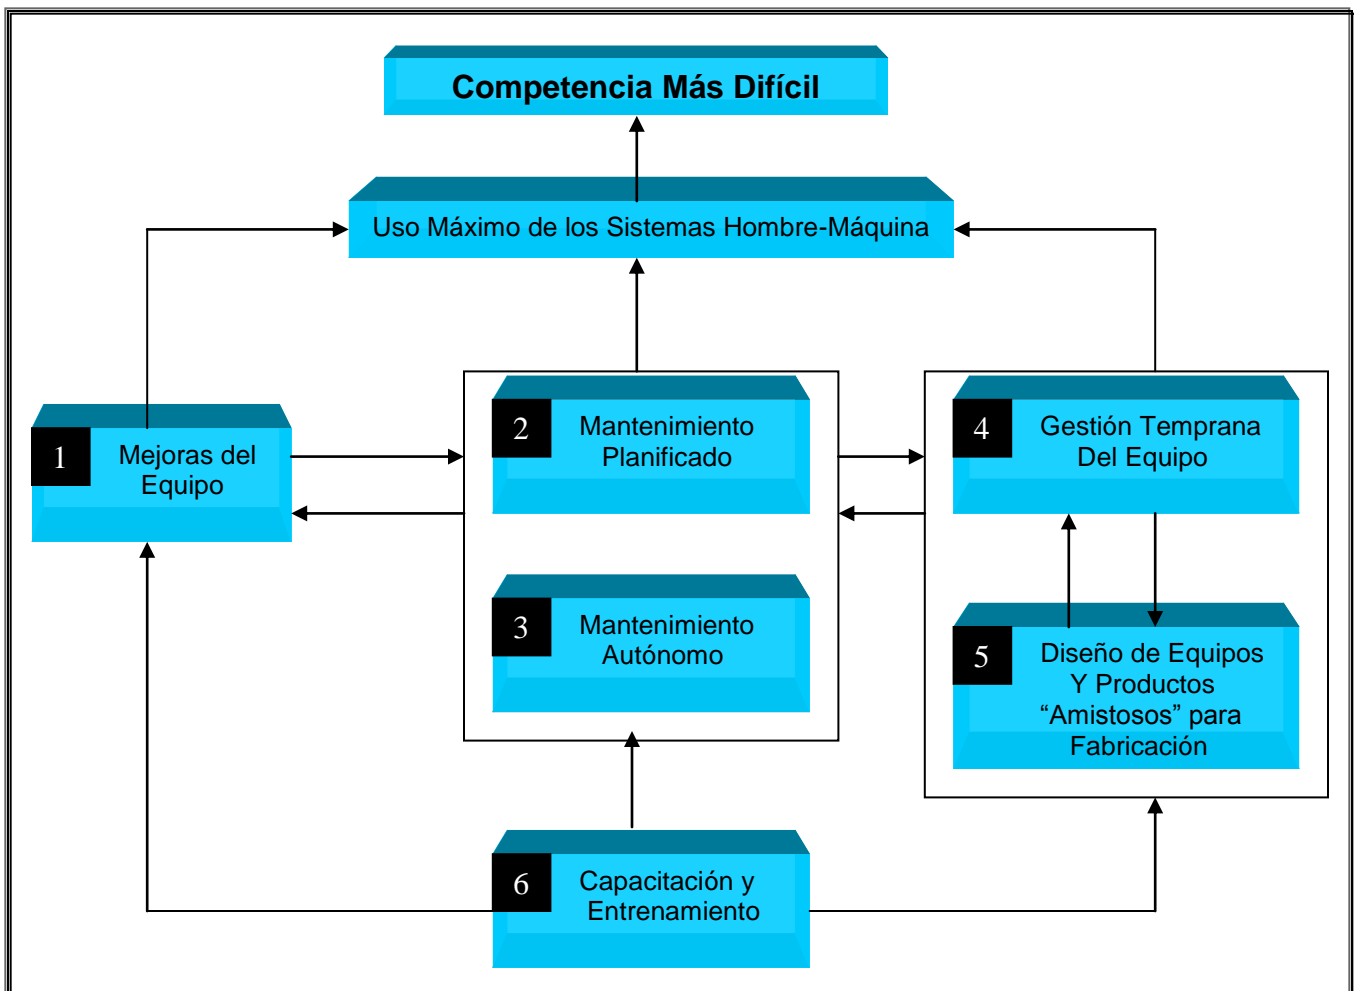 Competencia Más Difícil
Uso Máximo de los Sistemas Hombre-Máquina
1
Mejoras del
Equipo
2
Mantenimiento
Planificado
3
Mantenimiento
Autónomo
4
Gestión Temprana
Del Equipo
5
Diseño de Equipos
Y Productos
“Amistosos” para
Fabricación
6
Capacitación y
Entrenamiento